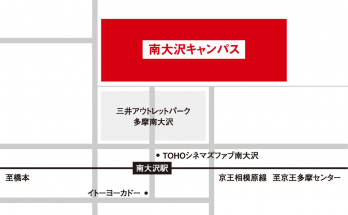 南大沢キャンパス
三井アウトレットパーク
多摩南大沢
TOHOシネマズファブ南大沢
南大沢駅
至橋本
京王相模原線 至京王多摩センター
イトーヨーカドー